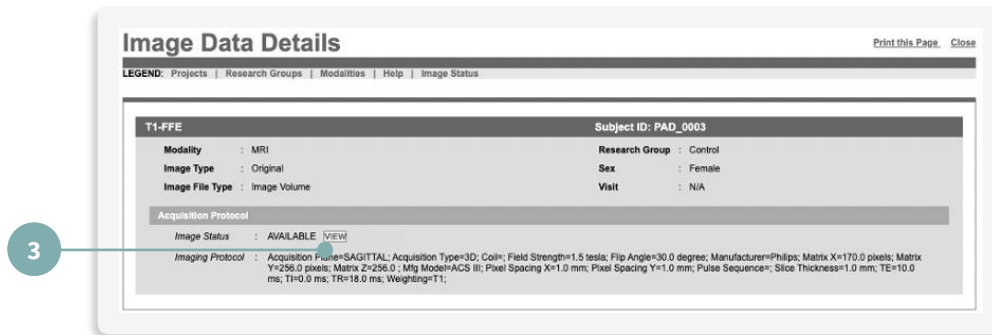 Image Data Details
Print this Page Close
LEGEND: Projects | Research Groups | Modalities | Help | Image Status
T1-FFE Subject ID: PAD_0003
Modality : MRI Research Group : Control
Image Type : Original Sex : Female
Image File Type : Image Volume Visit : N/A
Acquisition Protocol
Image Status : AVAILABLE VIEW
3
Imaging Protocol : Acquisition Plane=SAGITTAL; Acquisition Type=3D; Coil=; Field Strength=1.5 tesla; Flip Angle=30.0 degree; Manufacturer=Philips; Matrix X=170.0 pixels; Matrix
Y=256.0 pixels; Matrix Z=256.0 ; Mfg Model=ACS III; Pixel Spacing X=1.0 mm; Pixel Spacing Y=1.0 mm; Pulse Sequence=; Slice Thickness=1.0 mm; TE=10.0
ms; TI=0.0 ms; TR=18.0 ms; Weighting=T1;